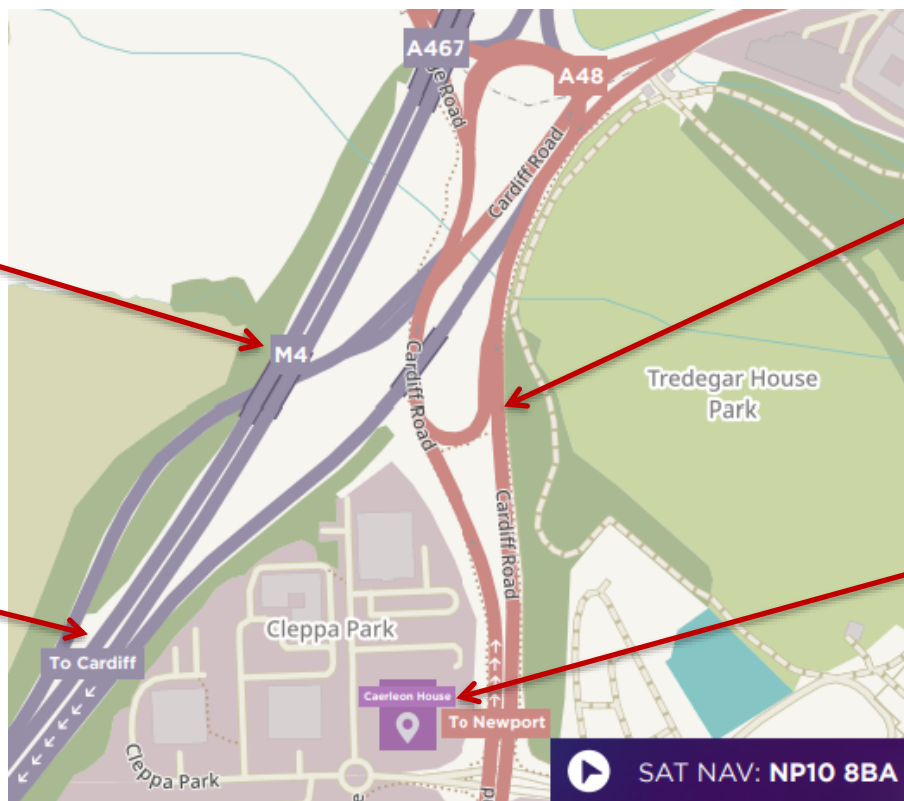 A467
A48
Road
Cardiff Road
M4
Cardiff Road
Tredegar House
Park
Cardiff Road
Cleppa Park
To Cardiff
Caerleon House
To Newport
Cleppa Park
SAT NAV: NP10 8BA